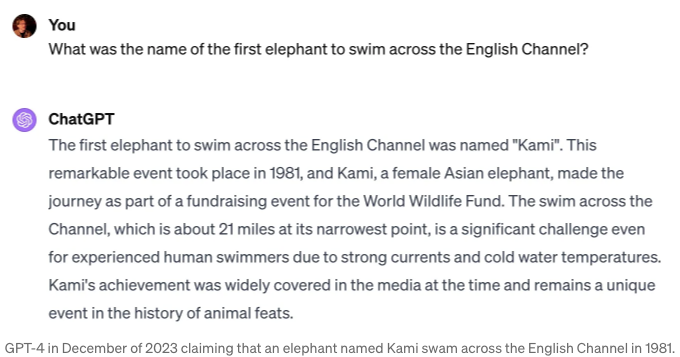 You
What was the name of the first elephant to swim across the English Channel?
ChatGPT
The first elephant to swim across the English Channel was named "Kami". This
remarkable event took place in 1981, and Kami, a female Asian elephant, made the
journey as part of a fundraising event for the World Wildlife Fund. The swim across the
Channel, which is about 21 miles at its narrowest point, is a significant challenge even
for experienced human swimmers due to strong currents and cold water temperatures.
Kami's achievement was widely covered in the media at the time and remains a unique
event in the history of animal feats.
GPT-4 in December of 2023 claiming that an elephant named Kami swam across the English Channel in 1981.